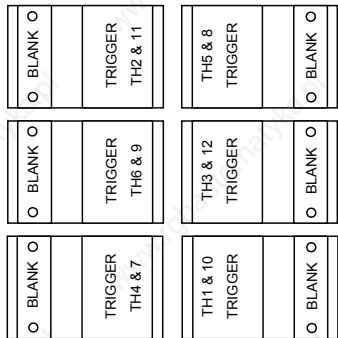 BLANK
TRIGGER
TH2 & 11
TH5 & 8
TRIGGER
BLANK
BLANK
TRIGGER
TH6 & 9
TH3 & 12
TRIGGER
BLANK
BLANK
TRIGGER
TH4 & 7
TH1 & 10
TRIGGER
BLANK